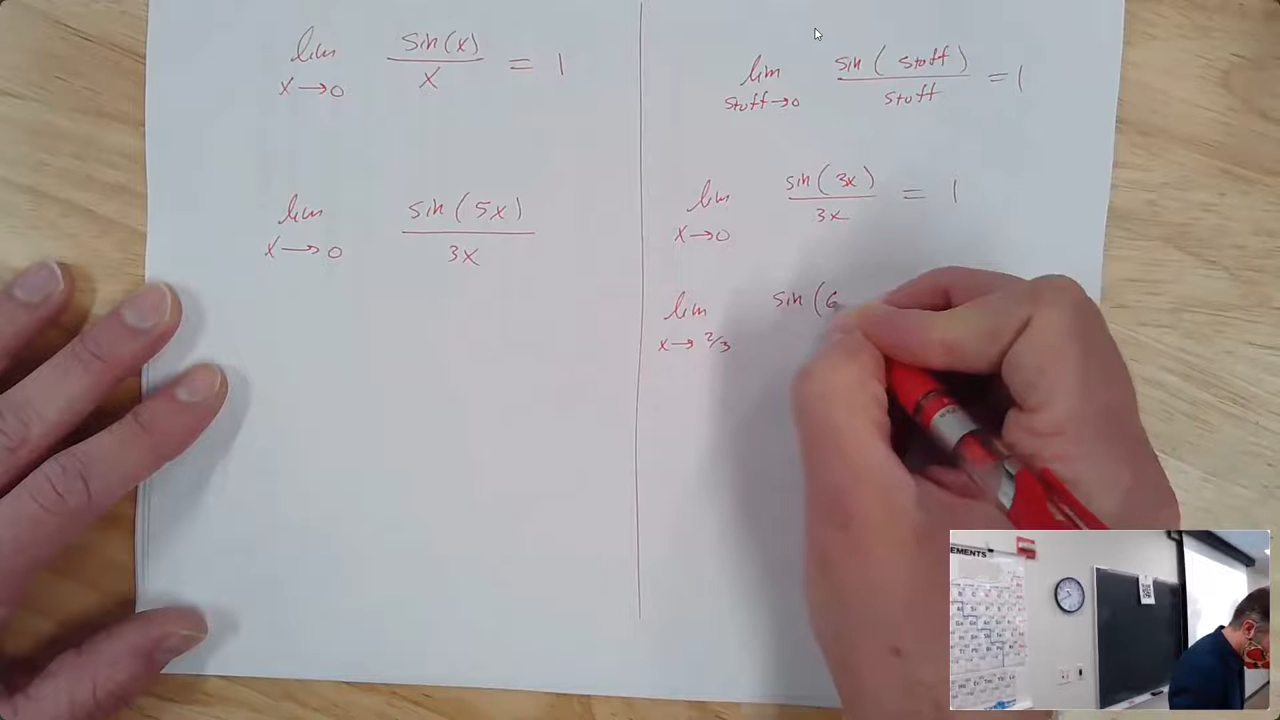 lim x→0 sin(x)/x = 1
lim x→0 sin(5x)/3x
lim stuff→0 sin(stuff)/stuff = 1
lim x→0 sin(3x)/3x = 1
lim x→2/3 sin(6
EMENTS